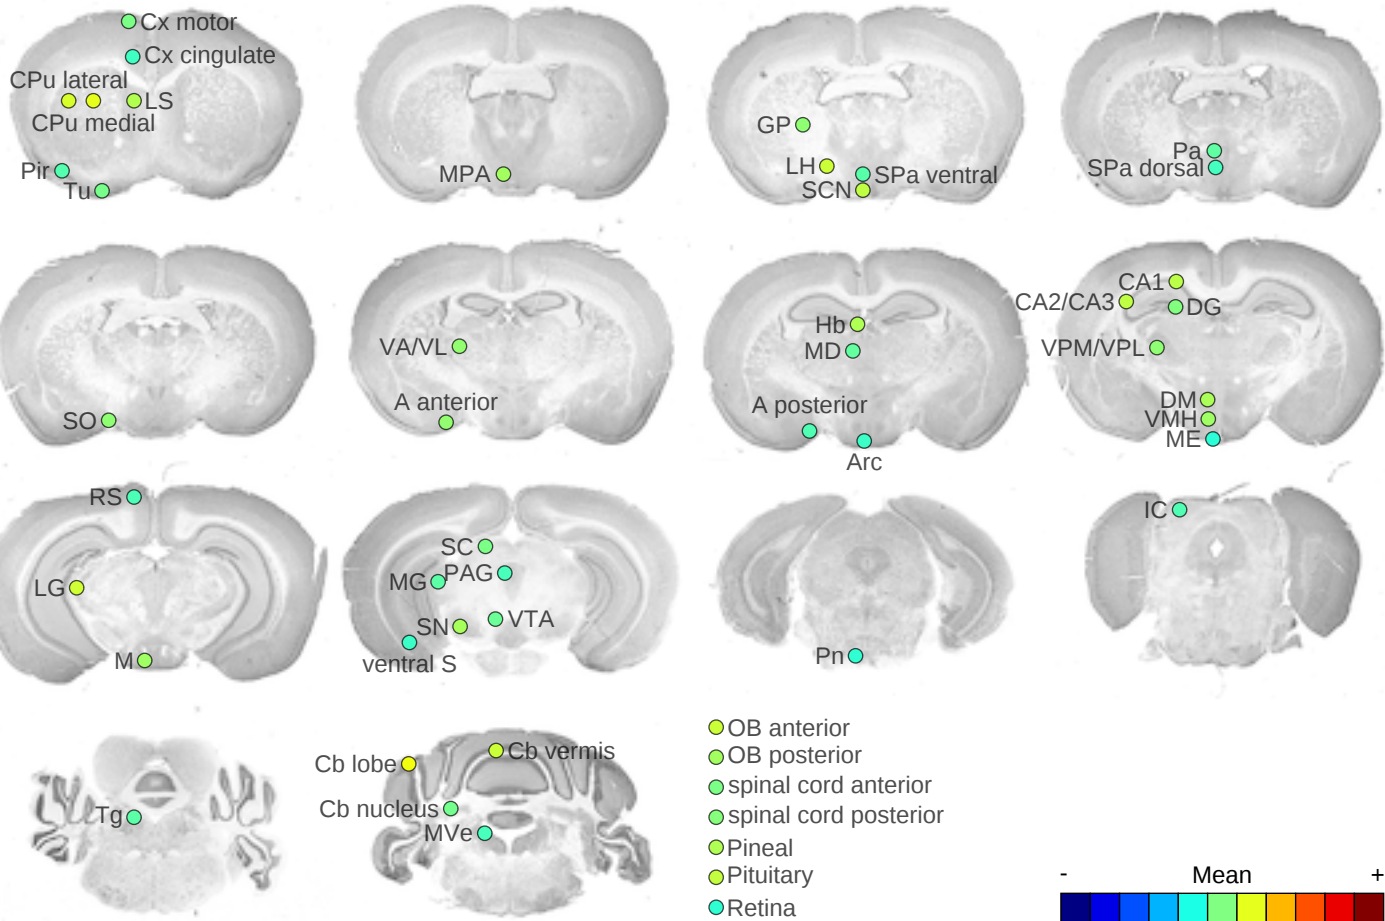 Cx motor
Cx cingulate
CPu lateral
LS
CPu medial
Pir
Tu
MPA
GP
LH
SPa ventral
SCN
Pa
SPa dorsal
SO
VA/VL
A anterior
Hb
MD
A posterior
Arc
CA1
CA2/CA3
DG
VPM/VPL
DM
VMH
ME
RS
LG
M
SC
MG
PAG
SN
VTA
ventral S
Pn
IC
Tg
Cb lobe
Cb vermis
Cb nucleus
MVe
OB anterior
OB posterior
spinal cord anterior
spinal cord posterior
Pineal
Pituitary
Retina
- Mean +